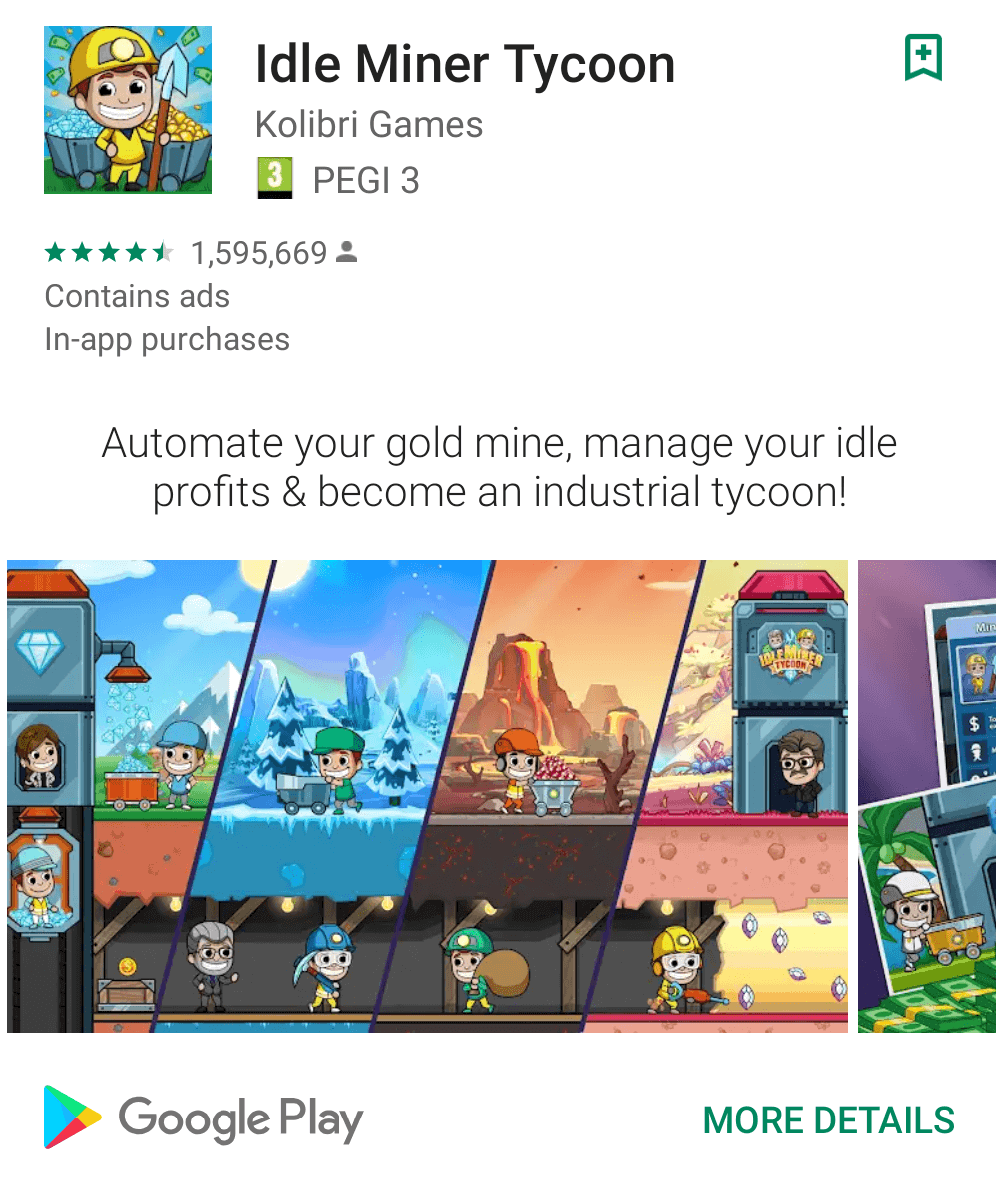 Idle Miner Tycoon
Kolibri Games
3 PEGI 3
1,595,669
Contains ads
In-app purchases
Automate your gold mine, manage your idle
profits & become an industrial tycoon!
IDLE MINER
TYCOON
$
Google Play
MORE DETAILS